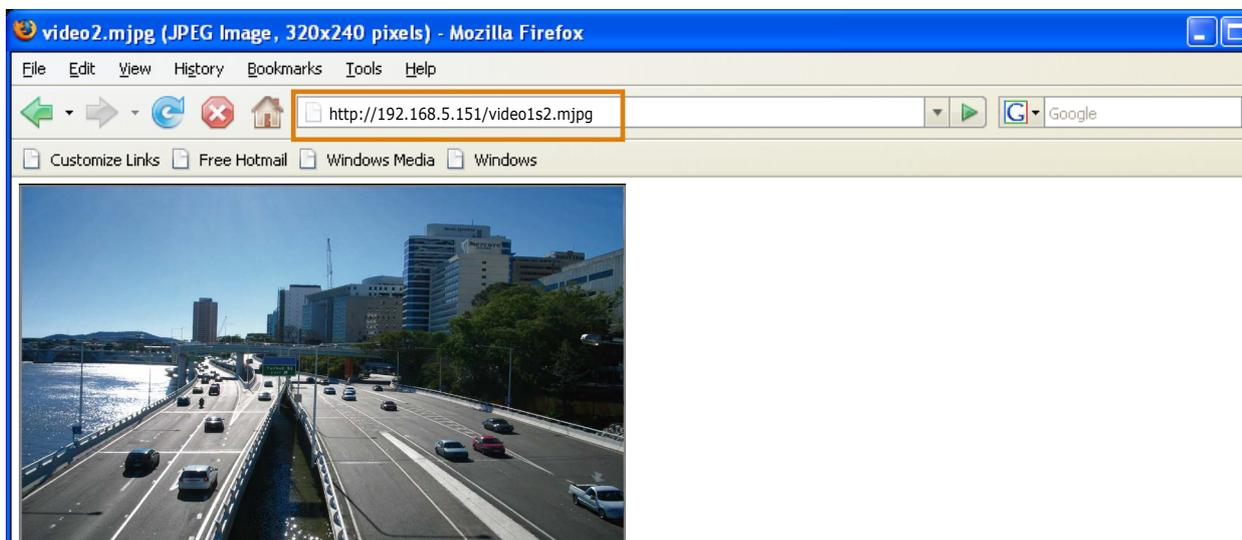 video2.mjpg (JPEG Image, 320x240 pixels) - Mozilla Firefox
File Edit View History Bookmarks Tools Help
http://192.168.5.151/video1s2.mjpg
G Google
Customize Links Free Hotmail Windows Media Windows
Mercure